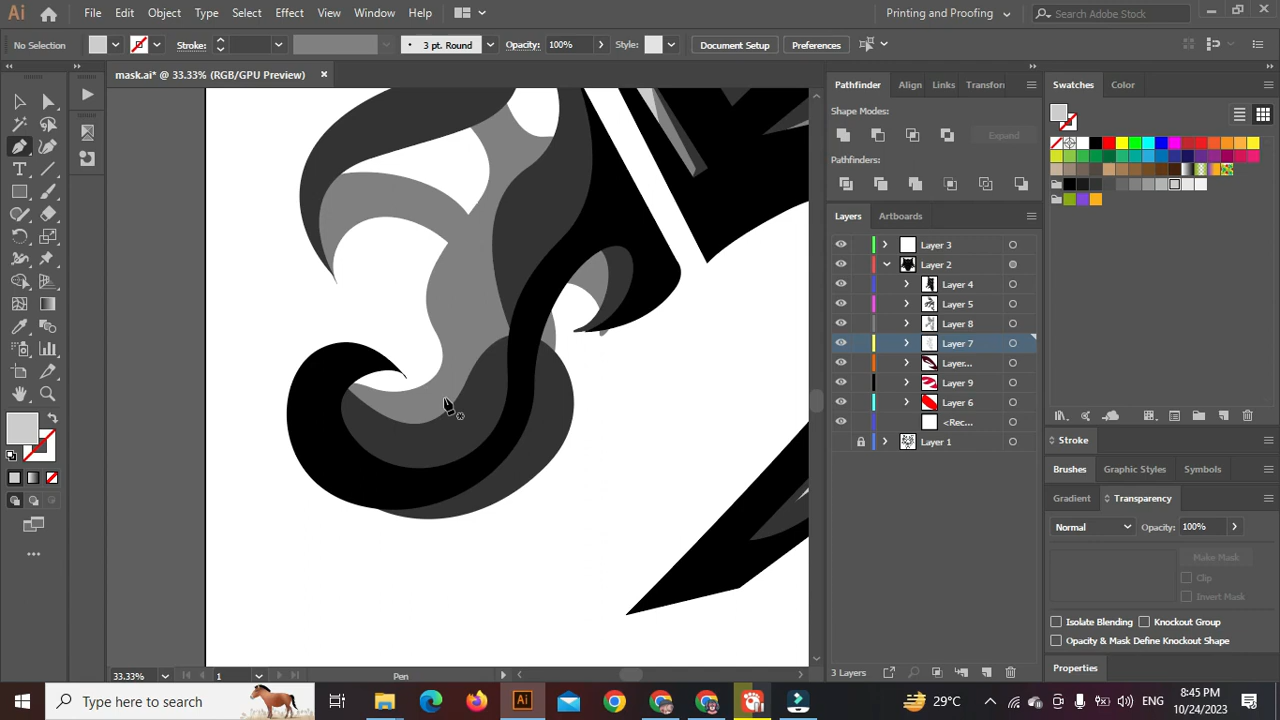 Ai File Edit Object Type Select Effect View Window Help Printing and Proofing Search Adobe Stock
No Selection Stroke: 3 pt. Round Opacity: 100% Style: Document Setup Preferences
mask.ai* @ 33.33% (RGB/GPU Preview)
Pathfinder Align Links Transfon Swatches Color
Shape Modes:
Expand
Pathfinders:
Layers Artboards
Layer 3
Layer 2
Layer 4
Layer 5
Layer 8
Layer 7
Layer...
Layer 9
Layer 6
<Rec...
Layer 1
Stroke
Brushes Graphic Styles Symbols
Gradient Transparency
Normal Opacity: 100%
Make Mask
Clip
Invert Mask
Isolate Blending Knockout Group
Opacity & Mask Define Knockout Shape
Properties
33.33% 1 Pen 3 Layers
Type here to search Ai 29°C ENG 8:45 PM
10/24/2023